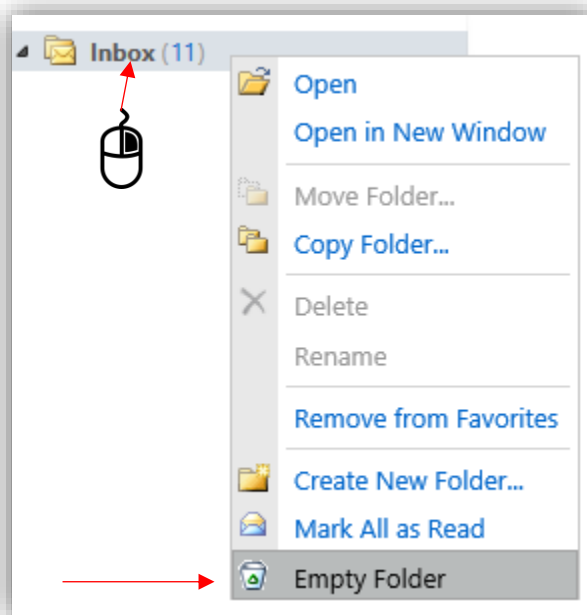 Inbox (11)
Open
Open in New Window
Move Folder...
Copy Folder...
Delete
Rename
Remove from Favorites
Create New Folder...
Mark All as Read
Empty Folder